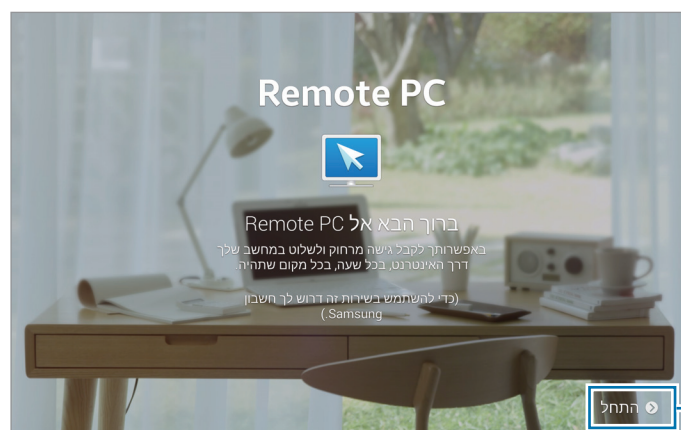 Remote PC
ברוך הבא אל Remote PC
באפשרותך לקבל גישה מרחוק ולשלוט במחשב שלך
דרך האינטרנט, בכל שעה, בכל מקום שתהיה.
(כדי להשתמש בשירות זה דרוש לך חשבון
Samsung.)
התחל